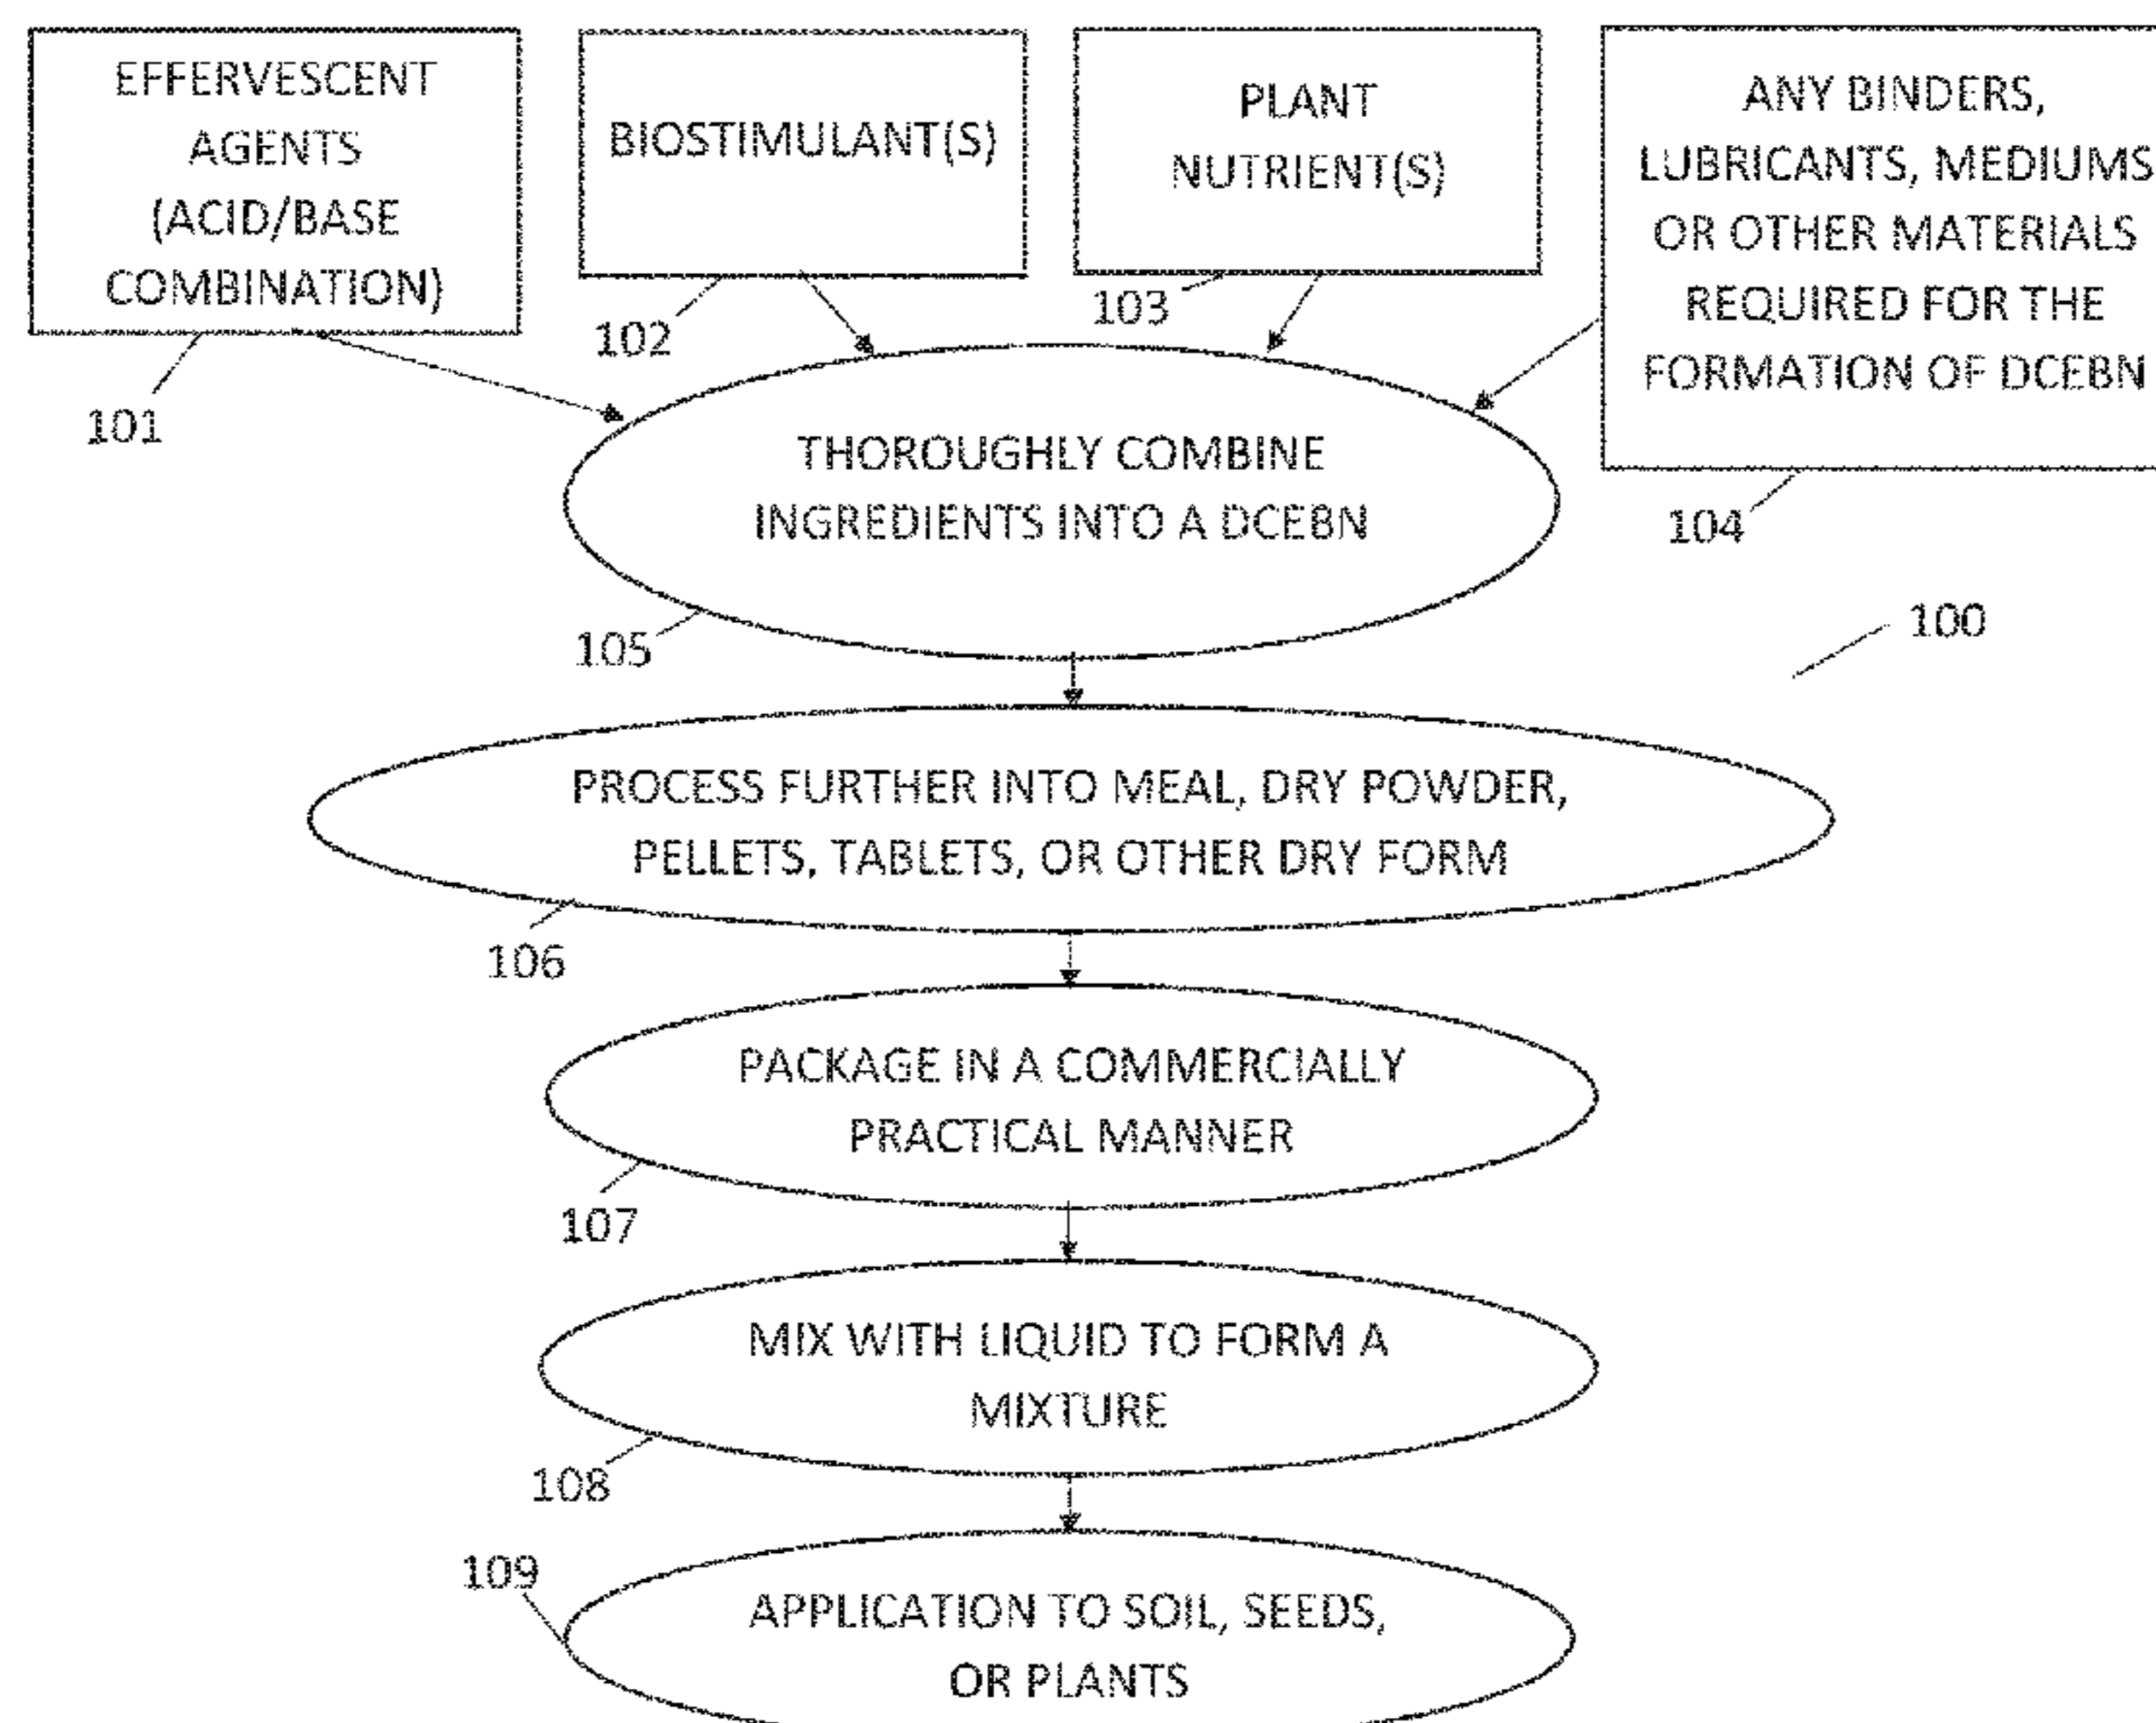 EFFERVESCENT
AGENTS
(ACID/BASE
COMBINATION)
101
BIOSTIMULANT(S)
102
PLANT
NUTRIENT(S)
103
ANY BINDERS,
LUBRICANTS, MEDIUMS
OR OTHER MATERIALS
REQUIRED FOR THE
FORMATION OF DCEBN
104
THOROUGHLY COMBINE
INGREDIENTS INTO A DCEBN
105
100
PROCESS FURTHER INTO MEAL, DRY POWDER,
PELLETS, TABLETS, OR OTHER DRY FORM
106
PACKAGE IN A COMMERCIALLY
PRACTICAL MANNER
107
MIX WITH LIQUID TO FORM A
MIXTURE
108
109
APPLICATION TO SOIL, SEEDS,
OR PLANTS